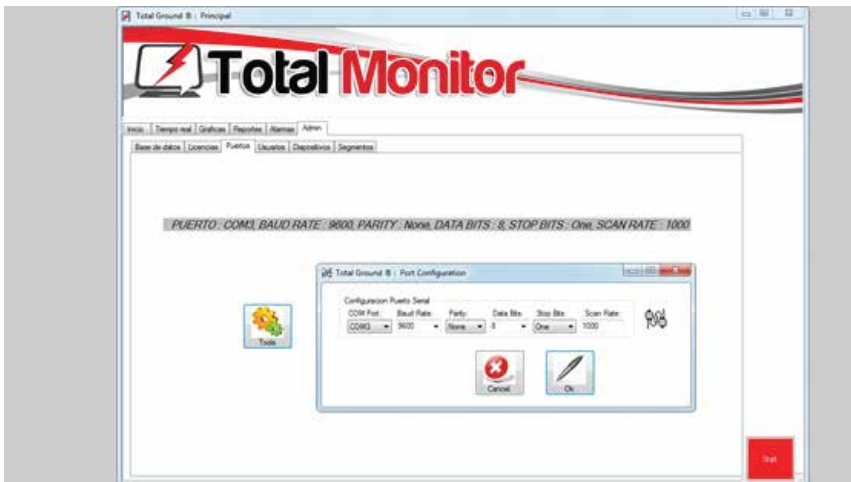 Total Ground ® : Principal
Total Monitor
Inicio Tiempo real Graficas Reportes Alarmas Admin
Base de datos Licencias Puertos Usuarios Dispositivos Segmentos
PUERTO : COM3, BAUD RATE : 9600, PARITY : None, DATA BITS : 8, STOP BITS : One, SCAN RATE : 1000
Total Ground ® : Port Configuration
Configuracion Puerto Serial
COM Port: Baud Rate: Parity: Data Bits: Stop Bits: Scan Rate:
COM3 9600 None 8 One 1000
Tools
Cancel Ok
Start